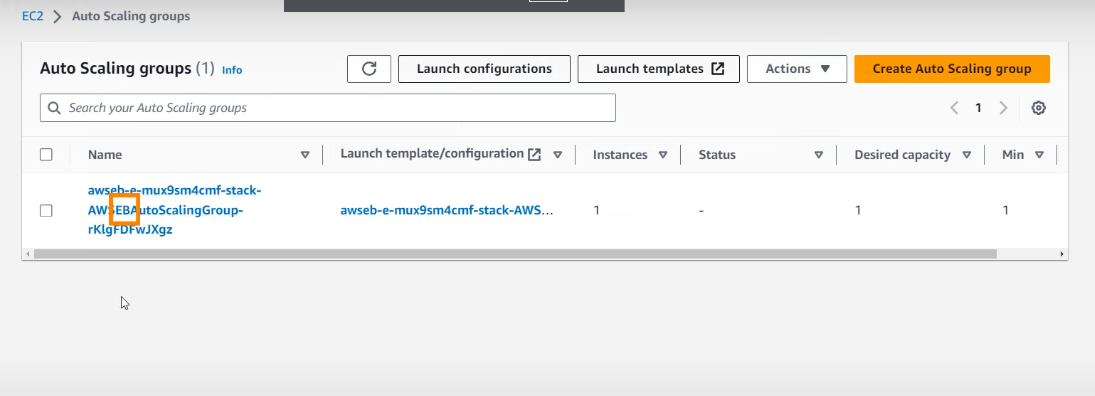 EC2 > Auto Scaling groups
Auto Scaling groups (1) Info
Launch configurations
Launch templates
Actions
Create Auto Scaling group
Search your Auto Scaling groups
1
Name
Launch template/configuration
Instances
Status
Desired capacity
Min
awseb-e-mux9sm4cmf-stack-
AWSEBAutoScalingGroup-
rKlgFDFwJXgz
awseb-e-mux9sm4cmf-stack-AWS...
1
-
1
1